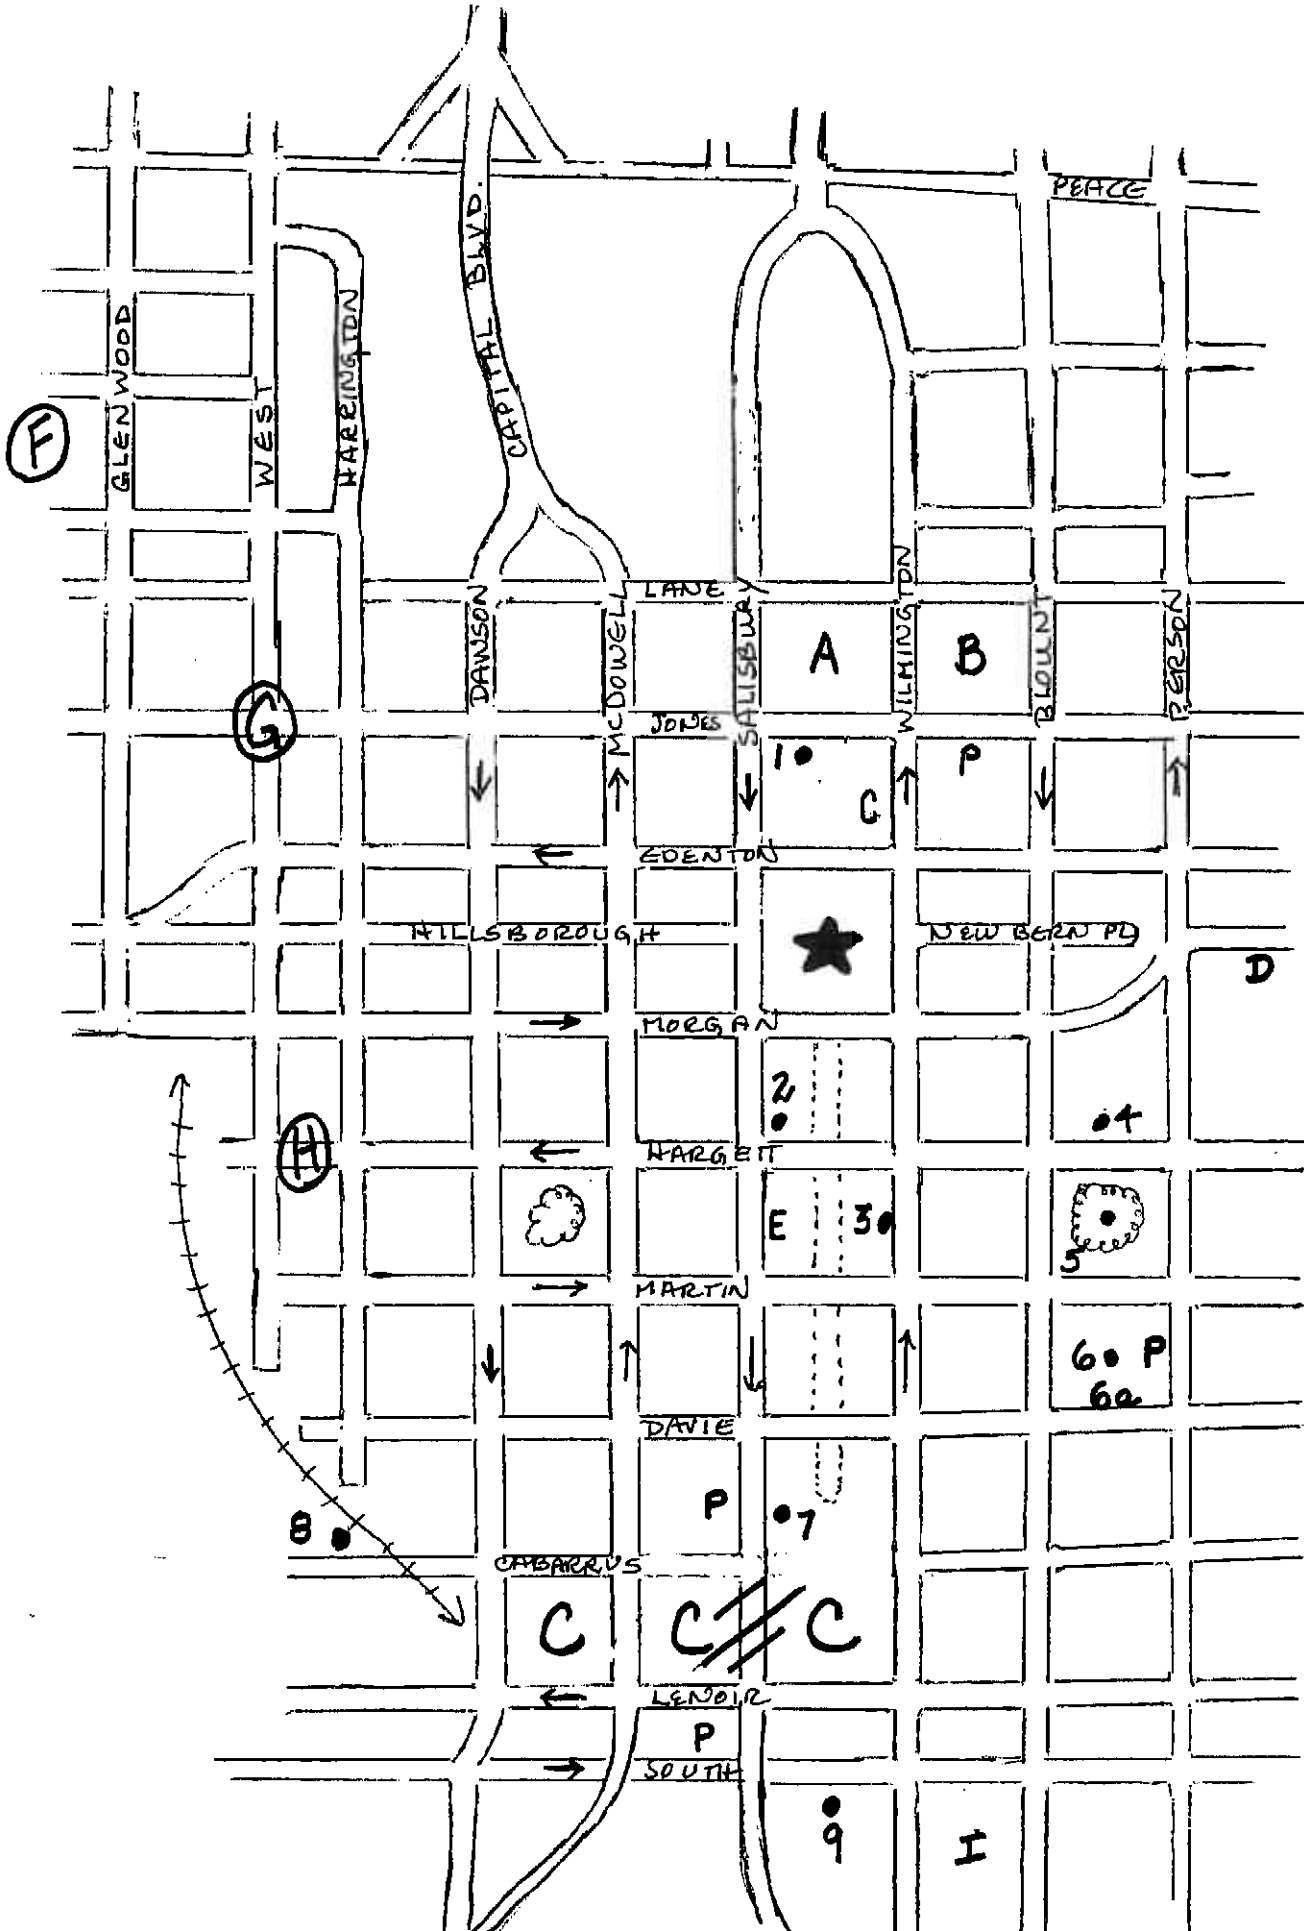 PEACE
CAPITAL BLVD.
HARRINGTON
GLENWOOD
WEST
F
LANE
DAWSON
MCDOWELL
SALISBURY
WILMINGTON
BLOUNT
PERSON
A
B
G
JONES
1
P
C
EDENTON
HILLSBOROUGH
NEW BERN PL
D
MORGAN
2
4
H
HARGETT
E
3
5
MARTIN
6
P
6a
DAVIE
P
7
8
CABARRUS
C
C
C
LENOIR
P
SOUTH
9
I